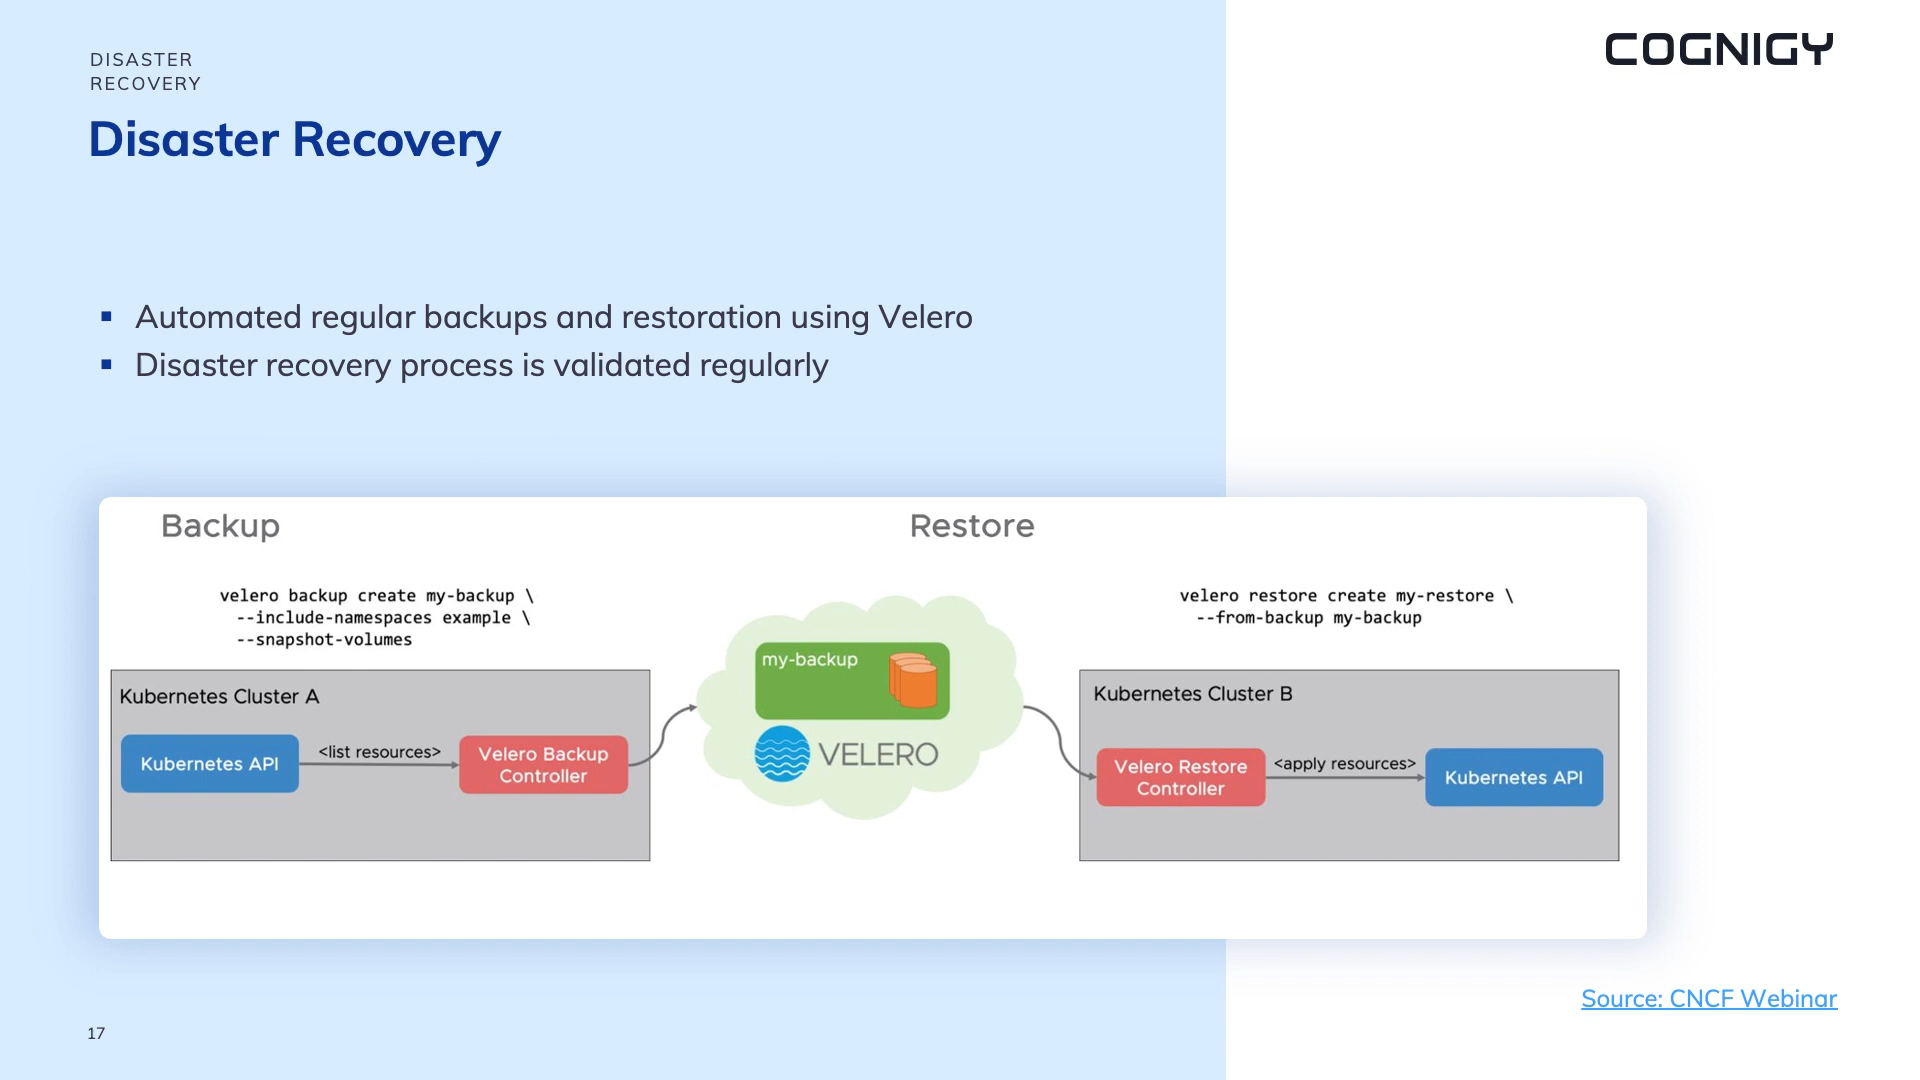 DISASTER
RECOVERY
COGNIGY
Disaster Recovery
▪ Automated regular backups and restoration using Velero
▪ Disaster recovery process is validated regularly
Backup
Restore
velero backup create my-backup \
--include-namespaces example \
--snapshot-volumes
velero restore create my-restore \
--from-backup my-backup
Kubernetes Cluster A
Kubernetes API
<list resources>
Velero Backup
Controller
my-backup
VELERO
Kubernetes Cluster B
Velero Restore
Controller
<apply resources>
Kubernetes API
Source: CNCF Webinar
17